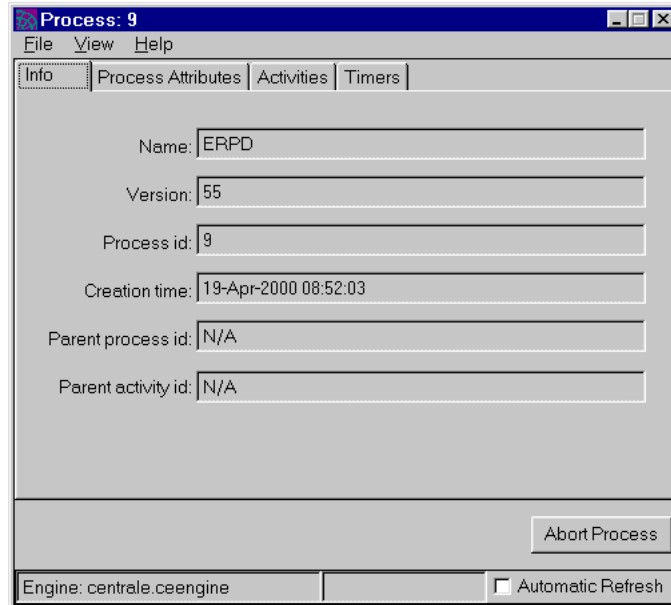 Process: 9
File View Help
Info Process Attributes Activities Timers
Name: ERPD
Version: 55
Process id: 9
Creation time: 19-Apr-2000 08:52:03
Parent process id: N/A
Parent activity id: N/A
Abort Process
Engine: centrale.ceengine Automatic Refresh